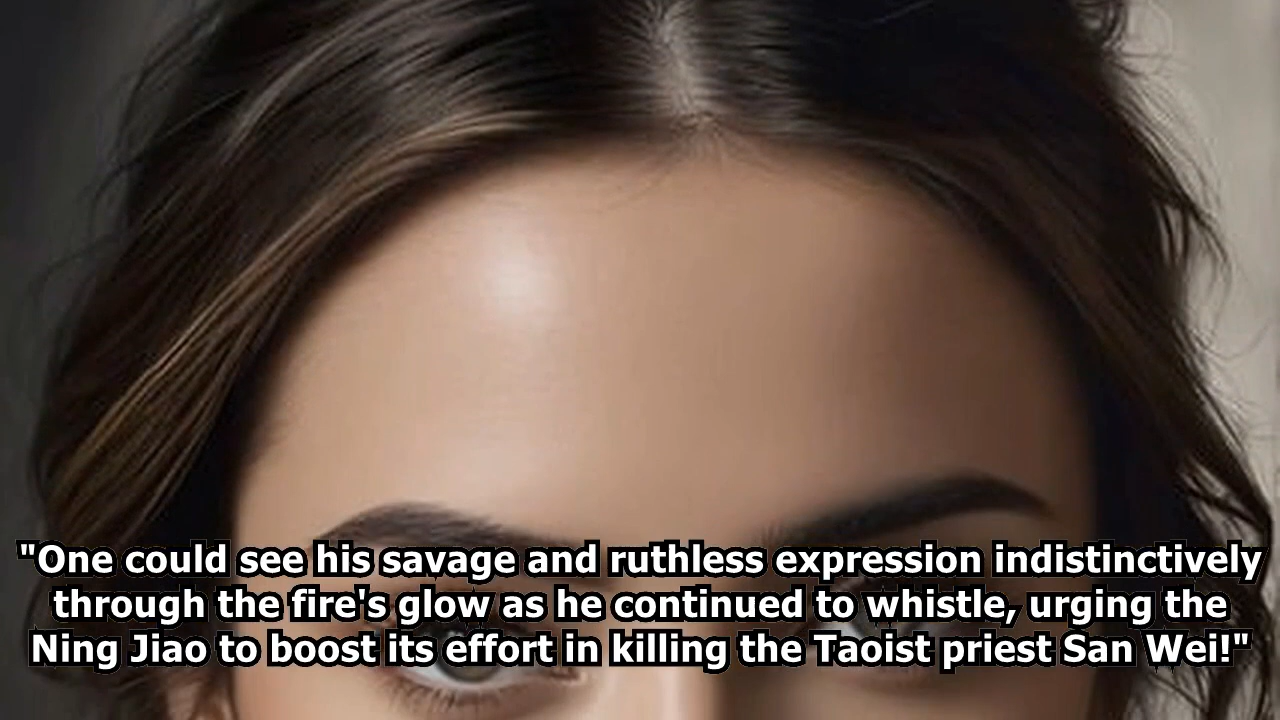 "One could see his savage and ruthless expression indistinctively
through the fire's glow as he continued to whistle, urging the
Ning Jiao to boost its effort in killing the Taoist priest San Wei!"